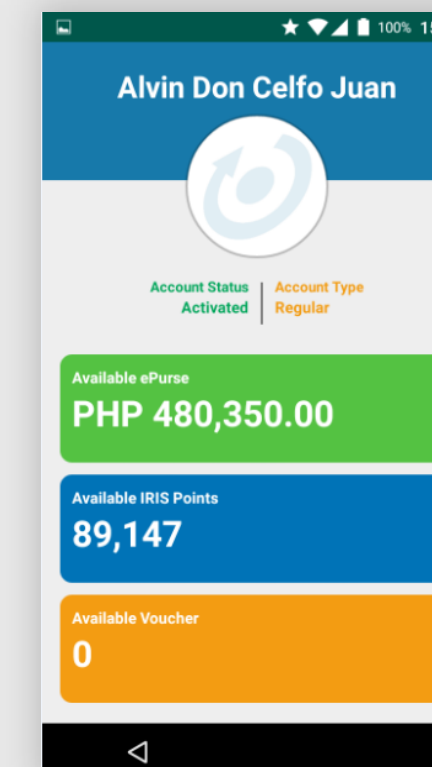 100% 15
Alvin Don Celfo Juan
Account Status
Activated
Account Type
Regular
Available ePurse
PHP 480,350.00
Available IRIS Points
89,147
Available Voucher
0